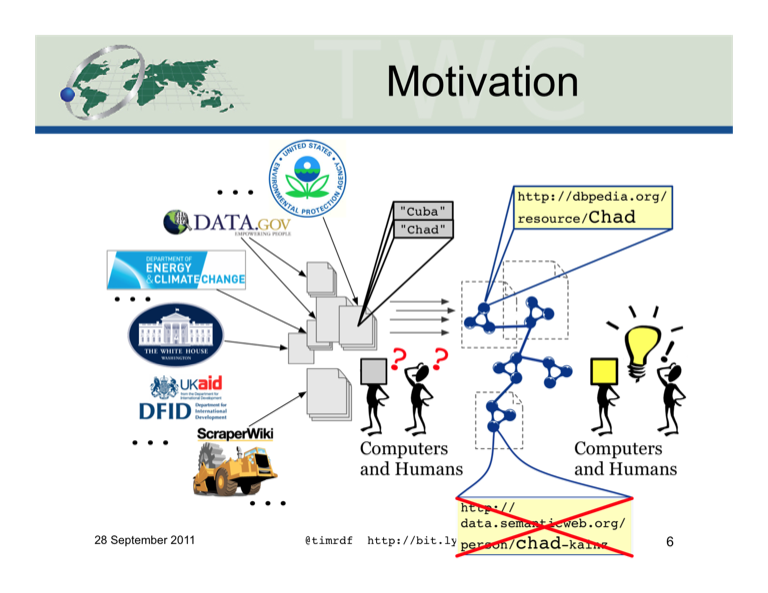 TWC
Motivation
UNITED STATES
ENVIRONMENTAL PROTECTION AGENCY
...
DATA.GOV
EMPOWERING PEOPLE
"Cuba"
"Chad"
http://dbpedia.org/
resource/Chad
DEPARTMENT OF
ENERGY
& CLIMATE CHANGE
...
THE WHITE HOUSE
WASHINGTON
? ?
UKaid
from the Department for
International Development
DFID Department for
International
Development
...
ScraperWiki
...
Computers
and Humans
Computers
and Humans
http://
data.semanticweb.org/
person/chad-kainz
28 September 2011
@timrdf http://bit.ly
6